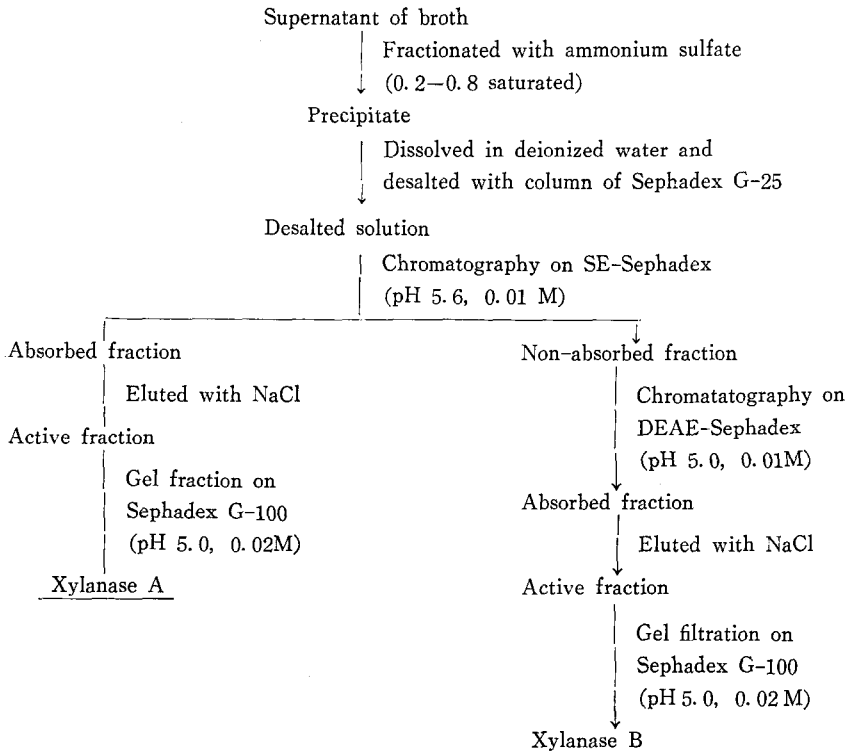 Supernatant of broth
Fractionated with ammonium sulfate
(0.2—0.8 saturated)
Precipitate
Dissolved in deionized water and
desalted with column of Sephadex G-25
Desalted solution
Chromatography on SE-Sephadex
(pH 5.6, 0.01 M)
Absorbed fraction
Eluted with NaCl
Active fraction
Gel fraction on
Sephadex G-100
(pH 5.0, 0.02M)
Xylanase A
Non-absorbed fraction
Chromatatography on
DEAE-Sephadex
(pH 5.0, 0.01M)
Absorbed fraction
Eluted with NaCl
Active fraction
Gel filtration on
Sephadex G-100
(pH 5.0, 0.02 M)
Xylanase B